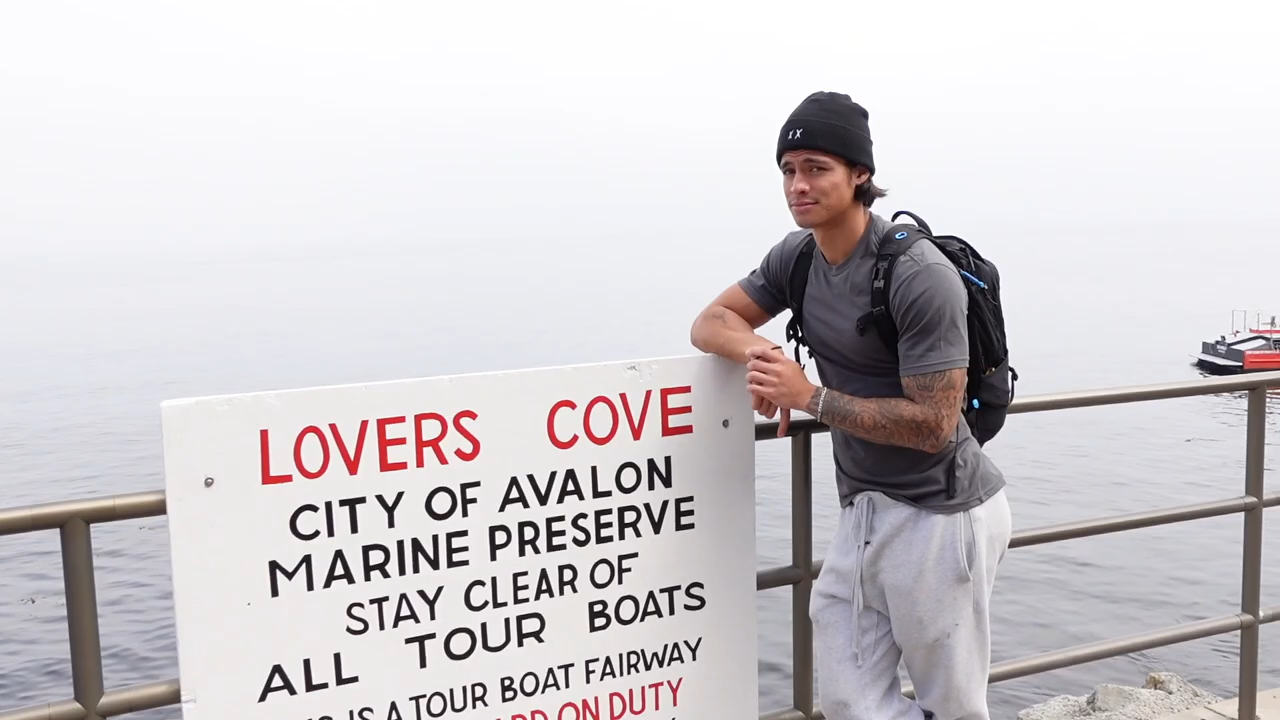 LOVERS COVE
CITY OF AVALON
MARINE PRESERVE
STAY CLEAR OF
ALL TOUR BOATS
IS A TOUR BOAT FAIRWAY
ON DUTY
XX